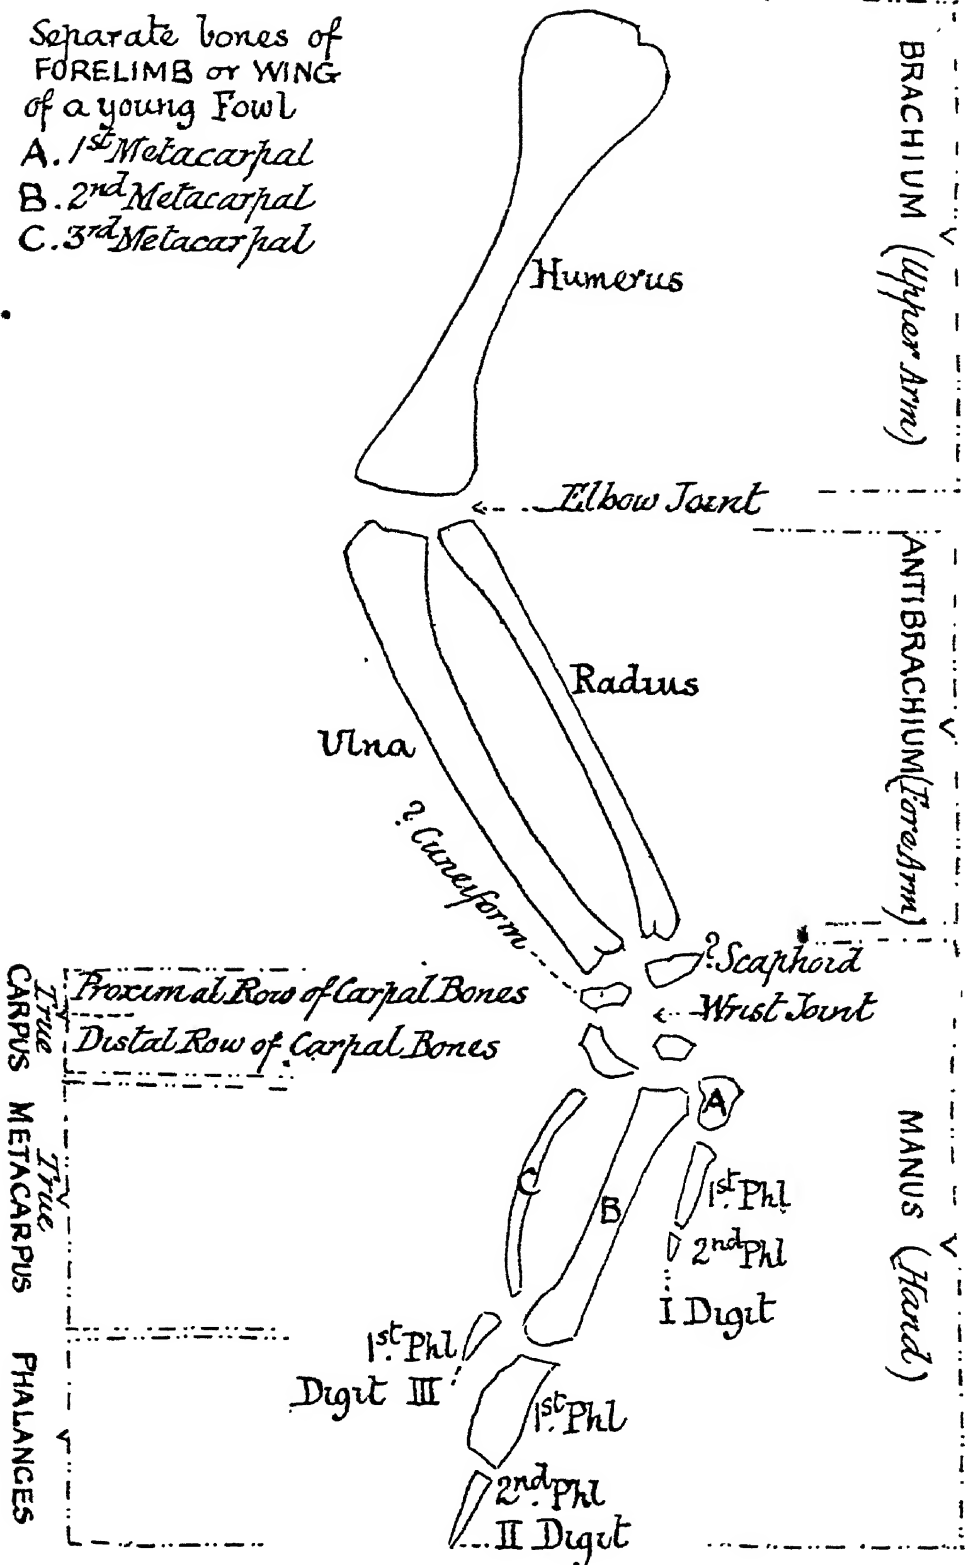 Separate bones of
FORELIMB or WING
of a young Fowl
A. 1st Metacarpal
B. 2nd Metacarpal
C. 3rd Metacarpal
BRACHIUM (Upper Arm)
Humerus
Elbow Joint
ANTIBRACHIUM (Fore Arm)
Radius
Ulna
? Cuneiform
? Scaphoid
Proximal Row of Carpal Bones
Wrist Joint
Distal Row of Carpal Bones
True
CARPUS
MANUS (Hand)
A
True
METACARPUS
C
B
1st Phl
2nd Phl
I Digit
1st Phl
Digit III
PHALANGES
1st Phl
2nd Phl
II Digit